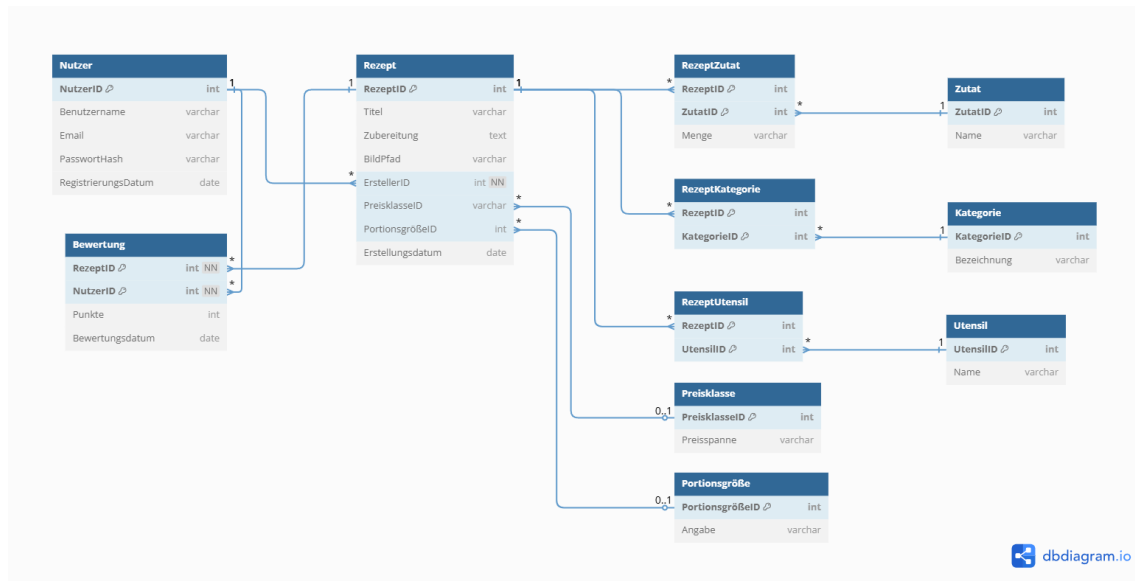 Nutzer
NutzerID int
Benutzername varchar
Email varchar
PasswortHash varchar
RegistrierungsDatum date
Bewertung
RezeptID int NN
NutzerID int NN
Punkte int
Bewertungsdatum date
Rezept
RezeptID int
Titel varchar
Zubereitung text
BildPfad varchar
ErstellerID int NN
PreisklasseID varchar
PortionsgrößeID int
Erstellungsdatum date
RezeptZutat
RezeptID int
ZutatID int
Menge varchar
Zutat
ZutatID int
Name varchar
RezeptKategorie
RezeptID int
KategorieID int
Kategorie
KategorieID int
Bezeichnung varchar
RezeptUtensil
RezeptID int
UtensilID int
Utensil
UtensilID int
Name varchar
Preisklasse
PreisklasseID int
Preisspanne varchar
Portionsgröße
PortionsgrößeID int
Angabe varchar
1
*
*
1
*
*
*
1
*
*
1
*
*
1
*
*
1
0..1
0..1
dbdiagram.io